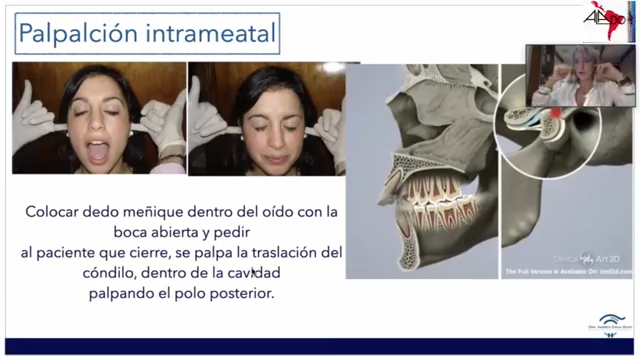 Palpalción intrameatal
Colocar dedo meñique dentro del oído con la
boca abierta y pedir
al paciente que cierre, se palpa la traslación del
cóndilo, dentro de la cavidad
palpando el polo posterior.
Dental Art 3D
The Full Version is Available On: